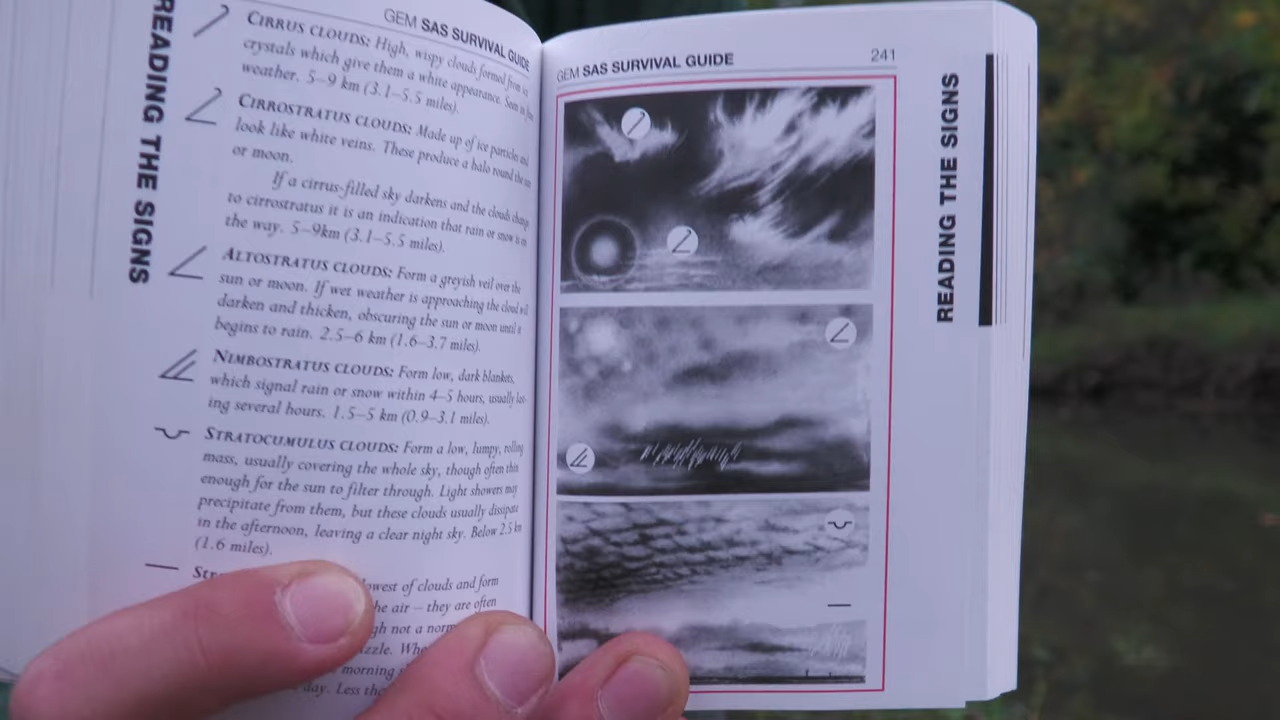 READING THE SIGNS
GEM SAS SURVIVAL GUIDE
CIRRUS CLOUDS: High, wispy clouds formed from ice
crystals which give them a white appearance. Seen in
weather. 5–9 km (3.1–5.5 miles).
CIRROSTRATUS CLOUDS: Made up of ice particles and
look like white veins. These produce a halo round the sun
or moon.
If a cirrus-filled sky darkens and the clouds change
to cirrostratus it is an indication that rain or snow is on
the way. 5–9km (3.1–5.5 miles).
ALTOSTRATUS CLOUDS: Form a greyish veil over the
sun or moon. If wet weather is approaching the cloud will
darken and thicken, obscuring the sun or moon until it
begins to rain. 2.5–6 km (1.6–3.7 miles).
NIMBOSTRATUS CLOUDS: Form low, dark blankets,
which signal rain or snow within 4–5 hours, usually last-
ing several hours. 1.5–5 km (0.9–3.1 miles).
STRATOCUMULUS CLOUDS: Form a low, lumpy, rolling
mass, usually covering the whole sky, though often thin
enough for the sun to filter through. Light showers may
precipitate from them, but these clouds usually dissipate
in the afternoon, leaving a clear night sky. Below 2.5 km
(1.6 miles).
of clouds and form
air – they are often
not a
morning
day. Less
GEM SAS SURVIVAL GUIDE
241
READING THE SIGNS